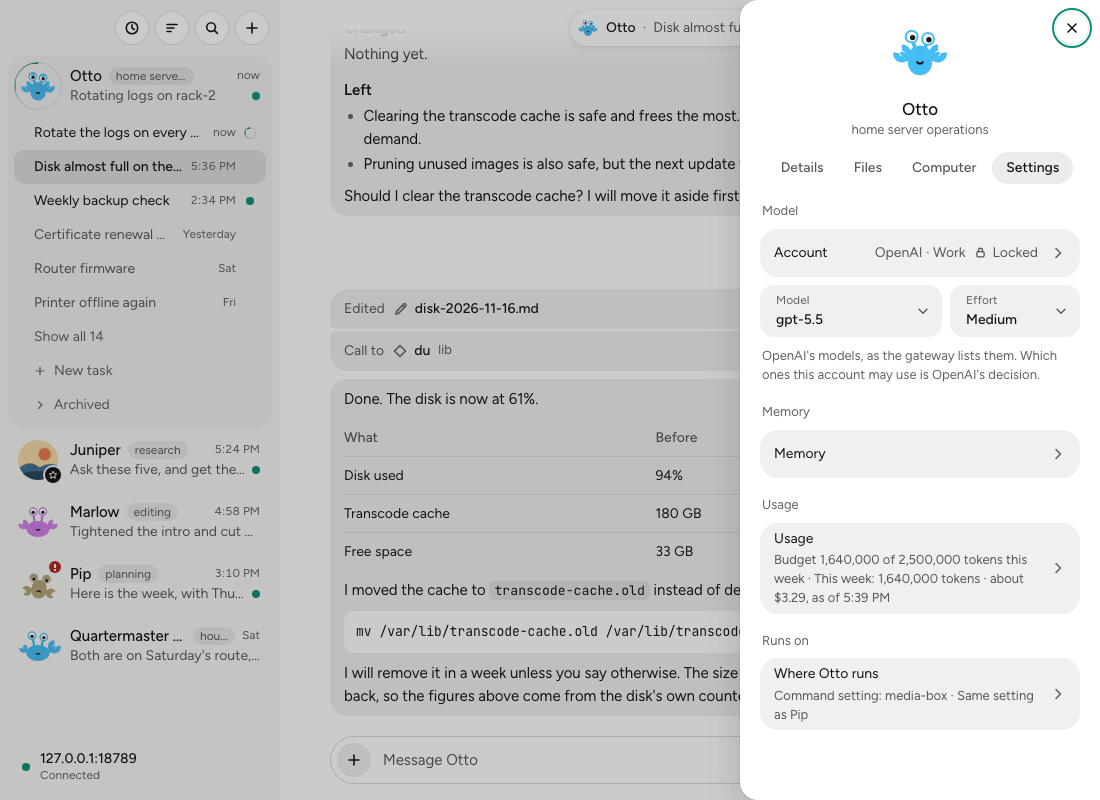 Otto
home serve...
now
Rotating logs on rack-2
Rotate the logs on every ...
now
Disk almost full on the...
5:36 PM
Weekly backup check
2:34 PM
Certificate renewal ...
Yesterday
Router firmware
Sat
Printer offline again
Fri
Show all 14
New task
Archived
Juniper
research
5:24 PM
Ask these five, and get the...
Marlow
editing
4:58 PM
Tightened the intro and cut ...
Pip
planning
3:10 PM
Here is the week, with Thu...
Quartermaster ...
hou...
Sat
Both are on Saturday's route,...
127.0.0.1:18789
Connected
Otto · Disk almost fu
Changed
Nothing yet.
Left
• Clearing the transcode cache is safe and frees the most.
demand.
• Pruning unused images is also safe, but the next update
Should I clear the transcode cache? I will move it aside first
Edited disk-2026-11-16.md
Call to du lib
Done. The disk is now at 61%.
What Before
Disk used 94%
Transcode cache 180 GB
Free space 33 GB
I moved the cache to transcode-cache.old instead of de
mv /var/lib/transcode-cache.old /var/lib/transcod
I will remove it in a week unless you say otherwise. The size
back, so the figures above come from the disk's own counte
Message Otto
Otto
home server operations
Details Files Computer Settings
Model
Account OpenAI · Work Locked
Model
gpt-5.5
Effort
Medium
OpenAI's models, as the gateway lists them. Which
ones this account may use is OpenAI's decision.
Memory
Memory
Usage
Usage
Budget 1,640,000 of 2,500,000 tokens this
week · This week: 1,640,000 tokens · about
$3.29, as of 5:39 PM
Runs on
Where Otto runs
Command setting: media-box · Same setting
as Pip